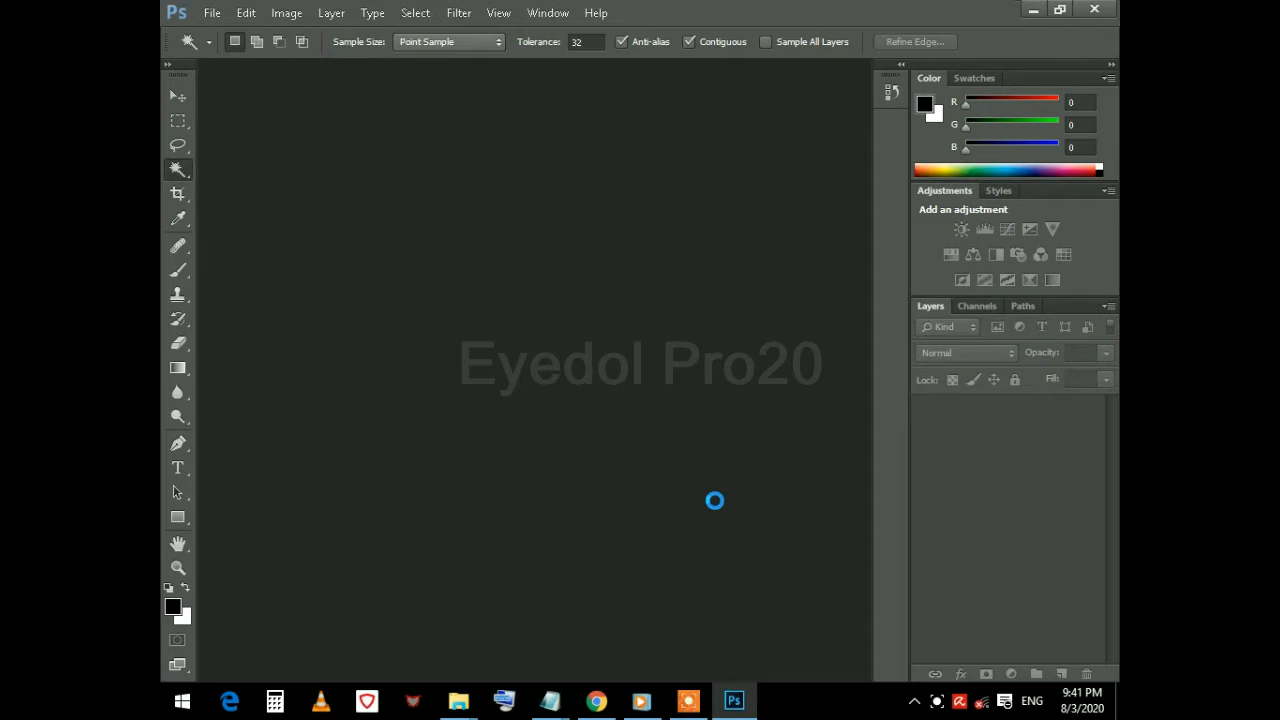 Ps File Edit Image Layer Type Select Filter View Window Help
Sample Size: Point Sample Tolerance: 32 Anti-alias Contiguous Sample All Layers Refine Edge...
Color Swatches
R 0
G 0
B 0
Adjustments Styles
Add an adjustment
Layers Channels Paths
Kind T
Normal Opacity:
Lock: Fill:
Eyedol Pro20
T
fx
Ps ENG 9:41 PM
8/3/2020